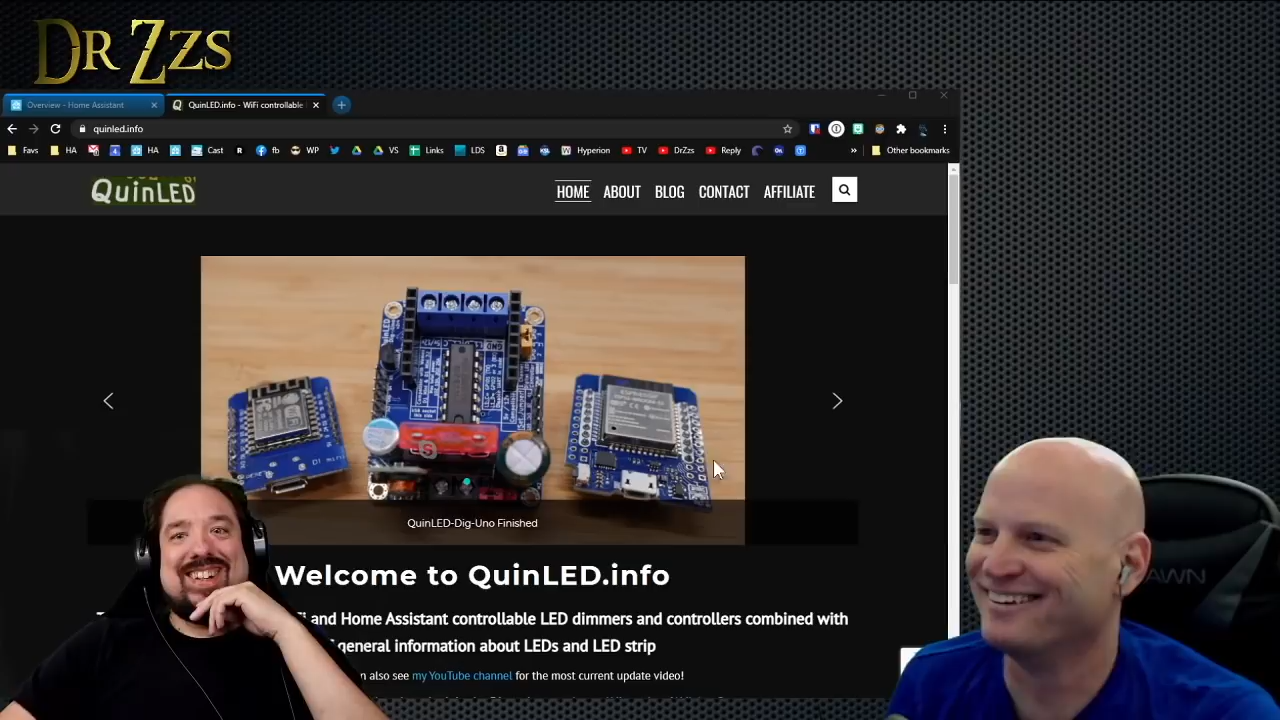 DR ZZS
Overview - Home Assistant
QuinLED.info - WiFi controllable
quinled.info
Favs HA HA Cast fb WP VS Links LDS Hyperion TV DrZzs Reply Other bookmarks
QuinLED
HOME ABOUT BLOG CONTACT AFFILIATE
QuinLED-Dig-Uno Finished
Welcome to QuinLED.info
and Home Assistant controllable LED dimmers and controllers combined with
general information about LEDs and LED strip
also see my YouTube channel for the most current update video!